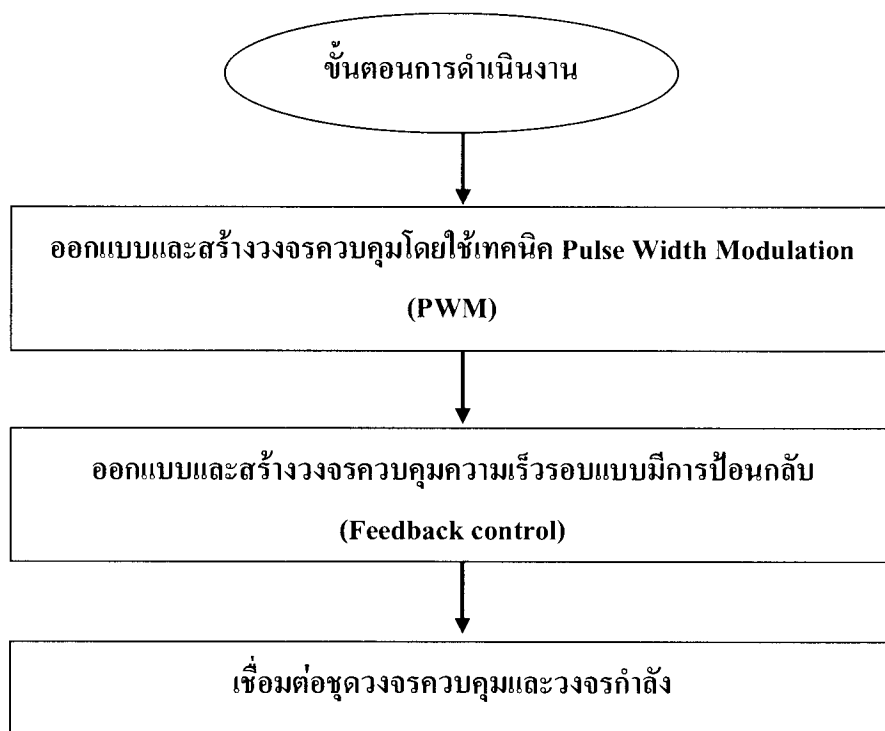 ขั้นตอนการดำเนินงาน
ออกแบบและสร้างวงจรควบคุมโดยใช้เทคนิค Pulse Width Modulation
(PWM)
ออกแบบและสร้างวงจรควบคุมความเร็วรอบแบบมีการป้อนกลับ
(Feedback control)
เชื่อมต่อชุดวงจรควบคุมและวงจรกำลัง